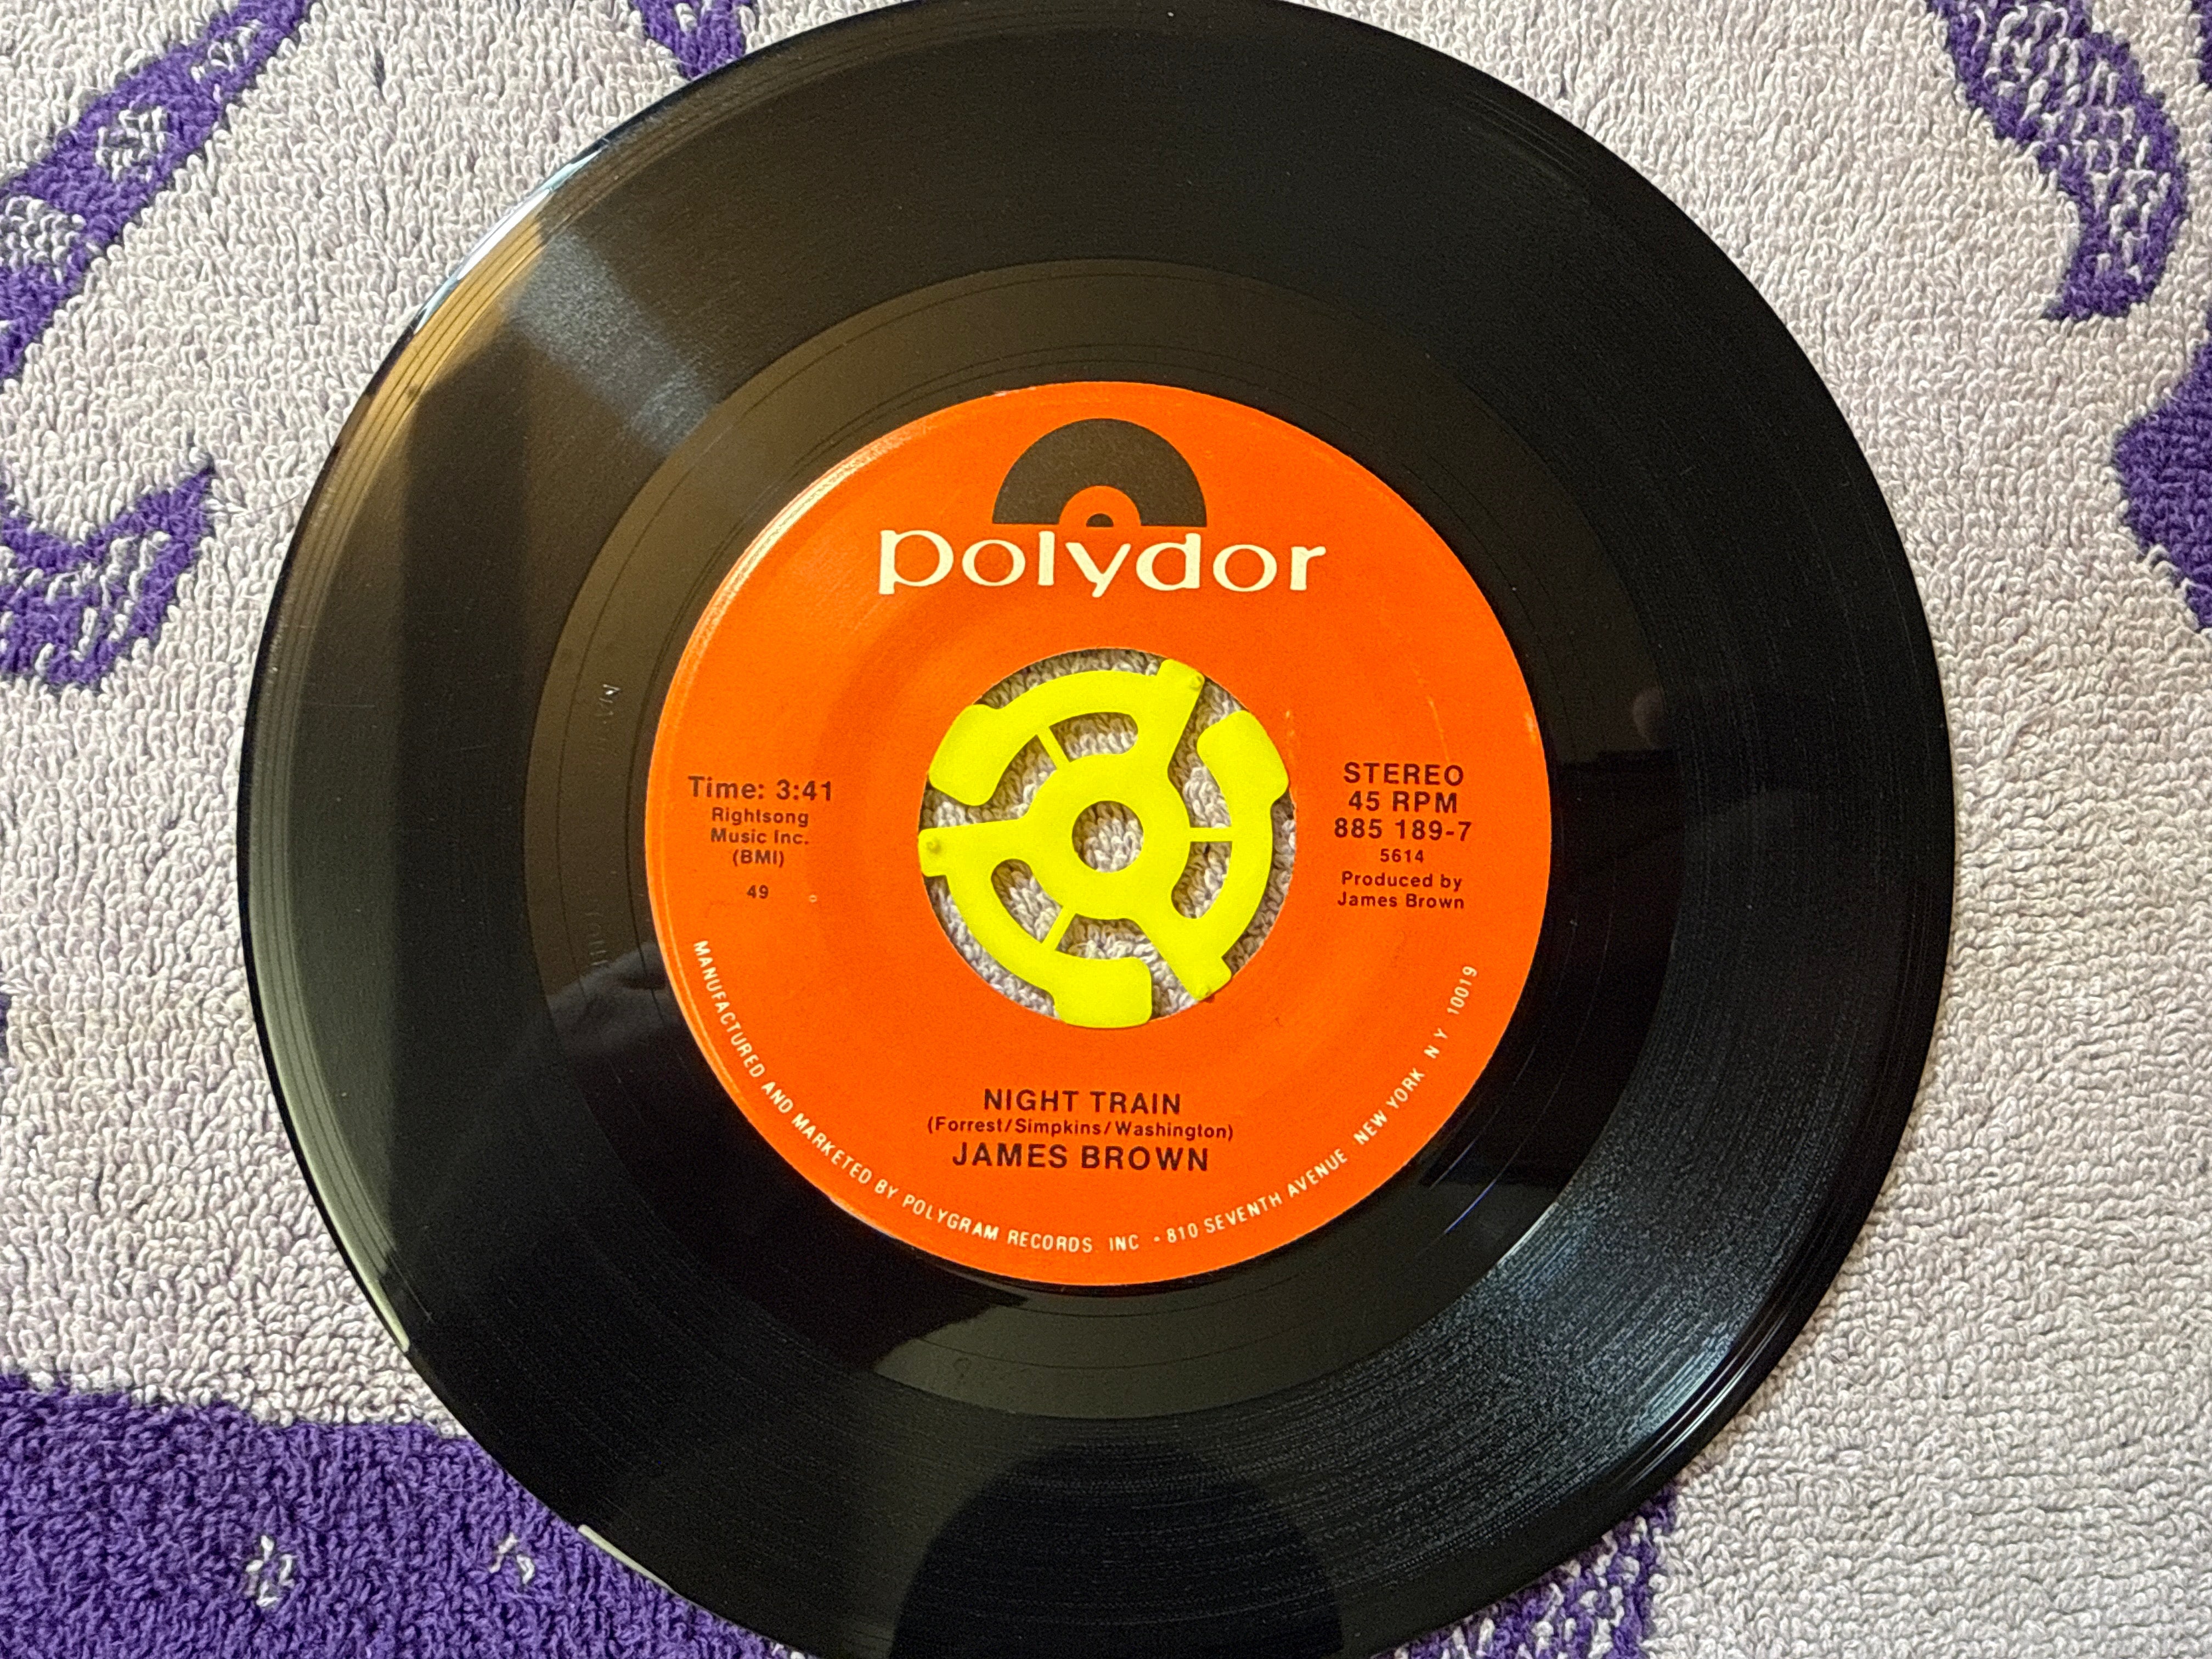 polydor
Time: 3:41
Rightsong
Music Inc.
(BMI)
49
STEREO
45 RPM
885 189-7
5614
Produced by
James Brown
NIGHT TRAIN
(Forrest/Simpkins/Washington)
JAMES BROWN
MANUFACTURED AND MARKETED BY POLYGRAM RECORDS INC - 810 SEVENTH AVENUE NEW YORK N Y 10019